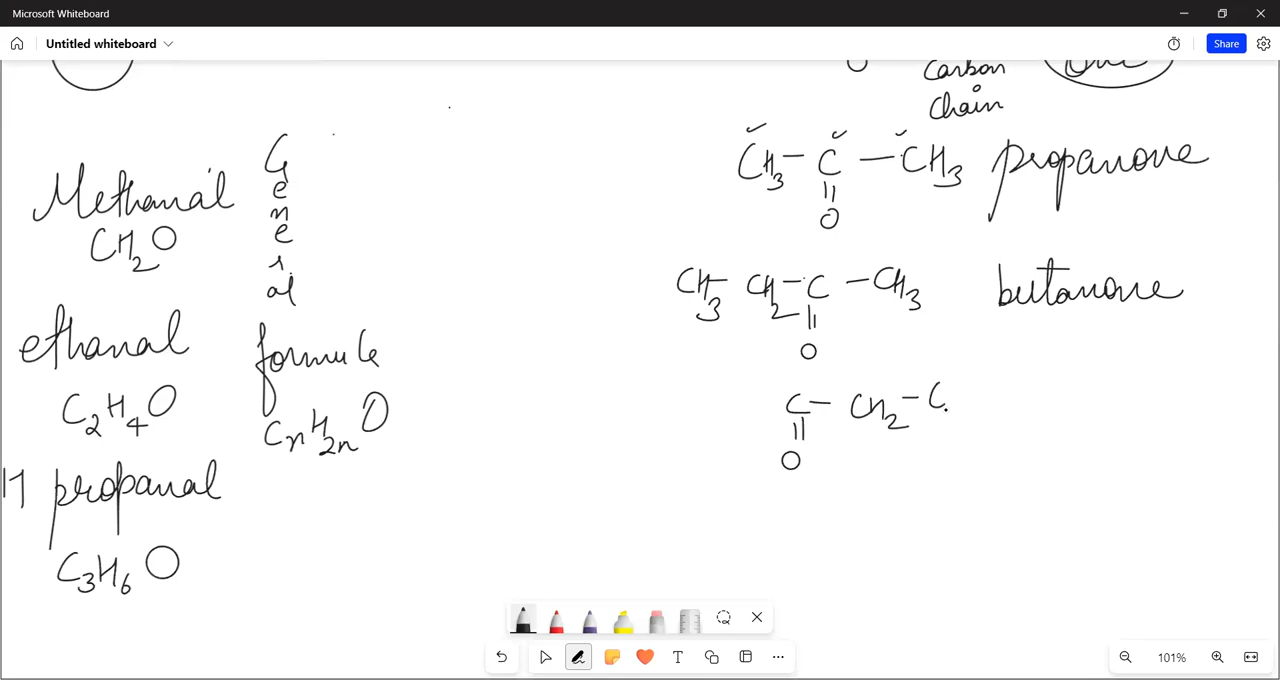 Microsoft Whiteboard
Untitled whiteboard
Share
Carbon
Chain
Methanal
CH2O
General
formula
CnH2nO
ethanal
C2H4O
H propanal
C3H6O
CH3 - C - CH3 propanone
||
O
CH3 - CH2 - C - CH3 butanone
||
O
C - CH2 - C
||
O
101%